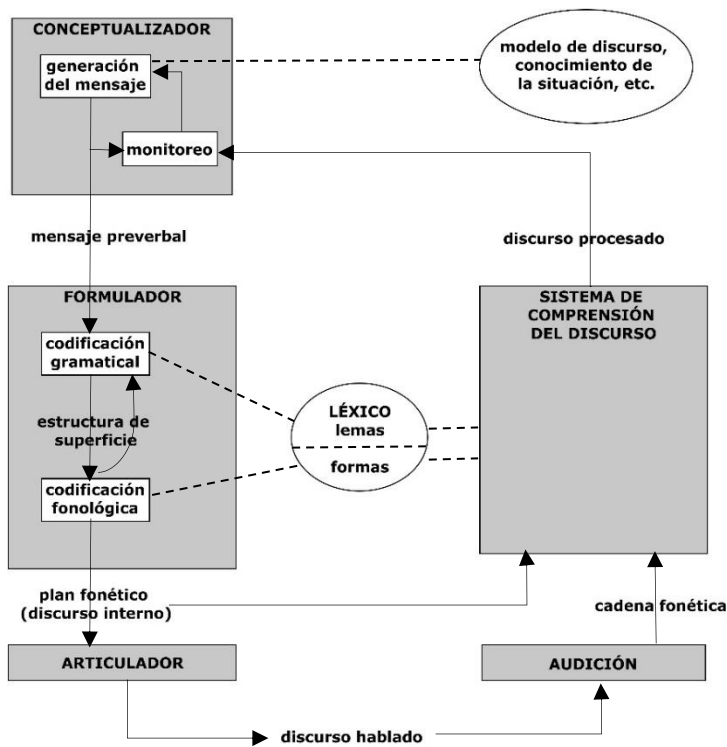 CONCEPTUALIZADOR
generación
del mensaje
monitoreo
modelo de discurso,
conocimiento de
la situación, etc.
mensaje preverbal
discurso procesado
FORMULADOR
codificación
gramatical
estructura de
superficie
codificación
fonológica
LÉXICO
lemas
formas
SISTEMA DE
COMPRENSIÓN
DEL DISCURSO
plan fonético
(discurso interno)
cadena fonética
ARTICULADOR
AUDICIÓN
discurso hablado